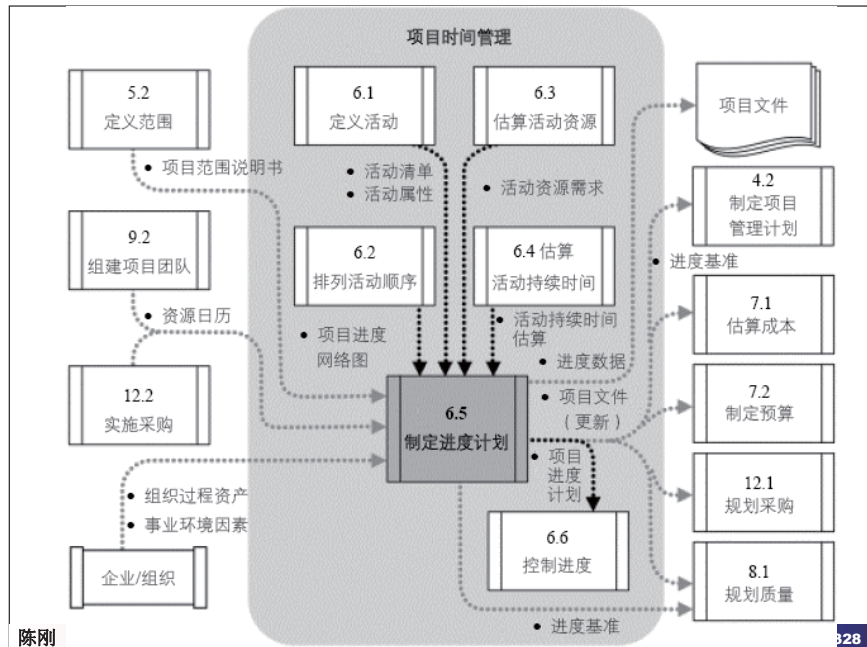 项目时间管理
5.2
定义范围
6.1
定义活动
6.3
估算活动资源
项目文件
• 项目范围说明书
• 活动清单
• 活动属性
• 活动资源需求
4.2
制定项目
管理计划
9.2
组建项目团队
6.2
排列活动顺序
6.4 估算
活动持续时间
• 进度基准
• 资源日历
• 项目进度
网络图
• 活动持续时间
估算
7.1
估算成本
• 进度数据
12.2
实施采购
6.5
制定进度计划
• 项目文件
（更新）
7.2
制定预算
• 项目
进度
计划
• 组织过程资产
• 事业环境因素
12.1
规划采购
企业/组织
6.6
控制进度
8.1
规划质量
• 进度基准
陈刚
328